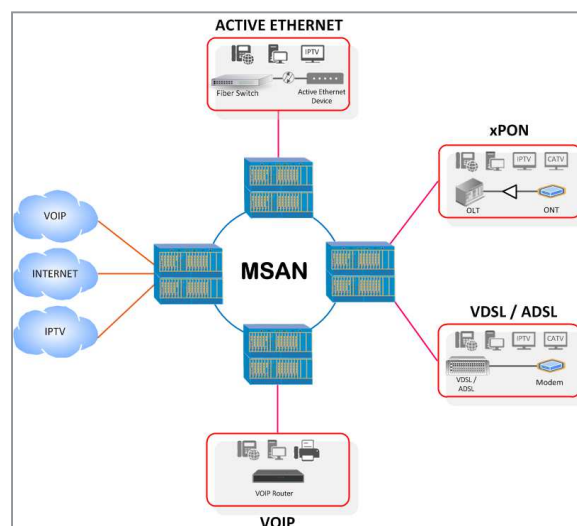 ACTIVE ETHERNET
IPTV
Fiber Switch
Active Ethernet
Device
xPON
IPTV CATV
OLT
ONT
VOIP
INTERNET
IPTV
MSAN
VDSL / ADSL
IPTV CATV
VDSL /
ADSL
Modem
VOIP Router
VOIP